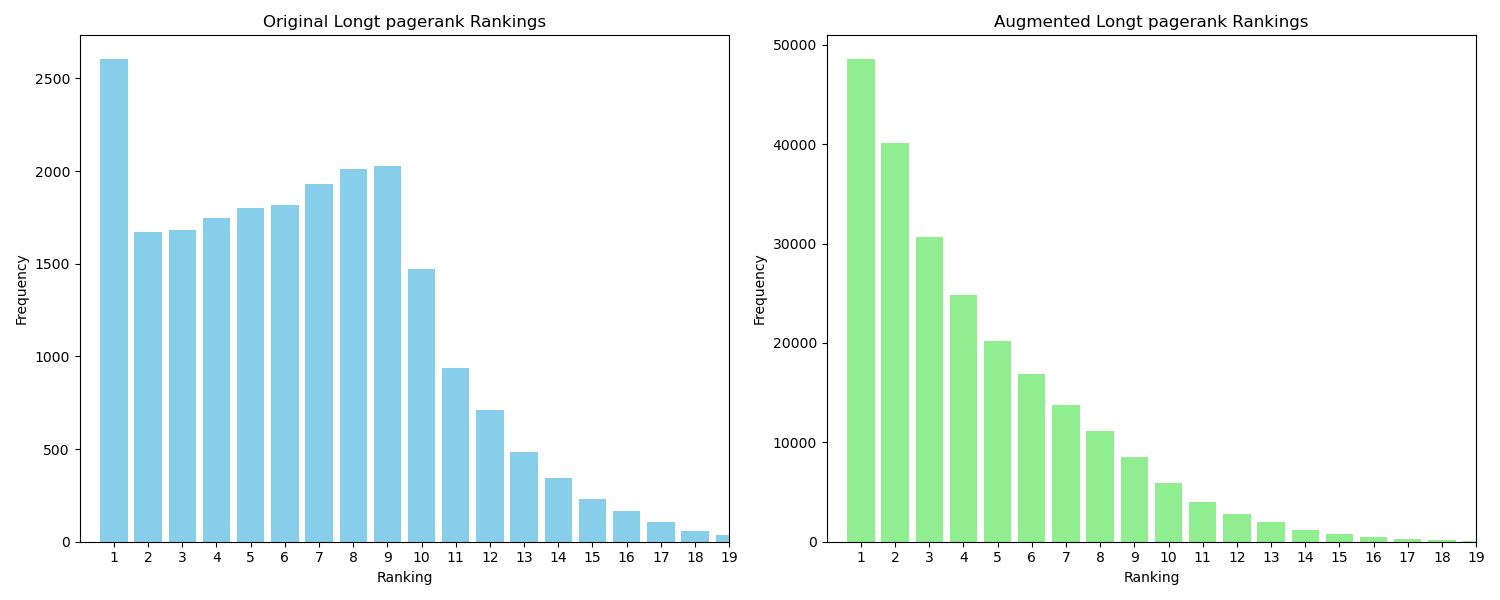 Original Longt pagerank Rankings
Frequency
2500
2000
1500
1000
500
0
1 2 3 4 5 6 7 8 9 10 11 12 13 14 15 16 17 18 19
Ranking
Augmented Longt pagerank Rankings
Frequency
50000
40000
30000
20000
10000
0
1 2 3 4 5 6 7 8 9 10 11 12 13 14 15 16 17 18 19
Ranking